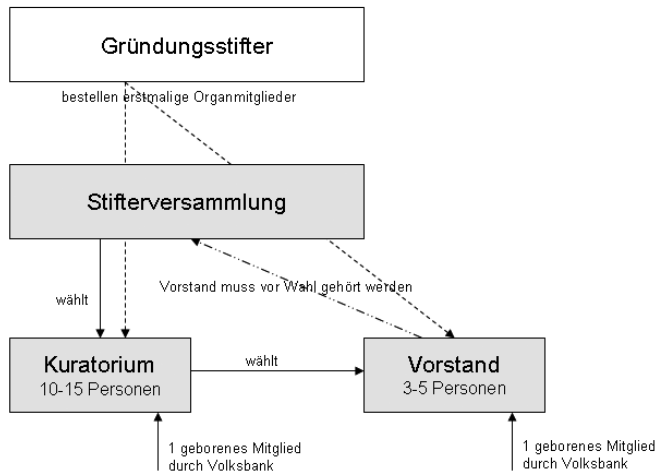 Gründungsstifter
bestellen erstmalige Organmitglieder
Stifterversammlung
wählt
Vorstand muss vor Wahl gehört werden
Kuratorium
10-15 Personen
wählt
Vorstand
3-5 Personen
1 geborenes Mitglied
durch Volksbank
1 geborenes Mitglied
durch Volksbank